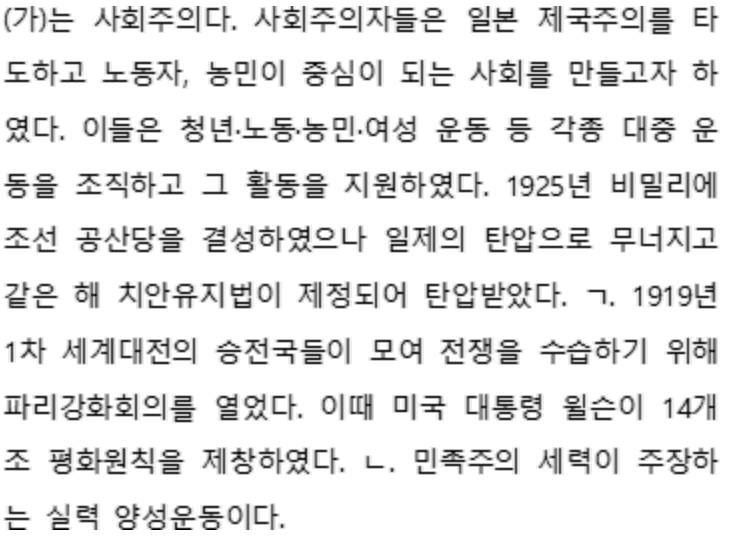 (가)는 사회주의다. 사회주의자들은 일본 제국주의를 타
도하고 노동자, 농민이 중심이 되는 사회를 만들고자 하
였다. 이들은 청년·노동·농민·여성 운동 등 각종 대중 운
동을 조직하고 그 활동을 지원하였다. 1925년 비밀리에
조선 공산당을 결성하였으나 일제의 탄압으로 무너지고
같은 해 치안유지법이 제정되어 탄압받았다. ㄱ. 1919년
1차 세계대전의 승전국들이 모여 전쟁을 수습하기 위해
파리강화회의를 열었다. 이때 미국 대통령 윌슨이 14개
조 평화원칙을 제창하였다. ㄴ. 민족주의 세력이 주장하
는 실력 양성운동이다.